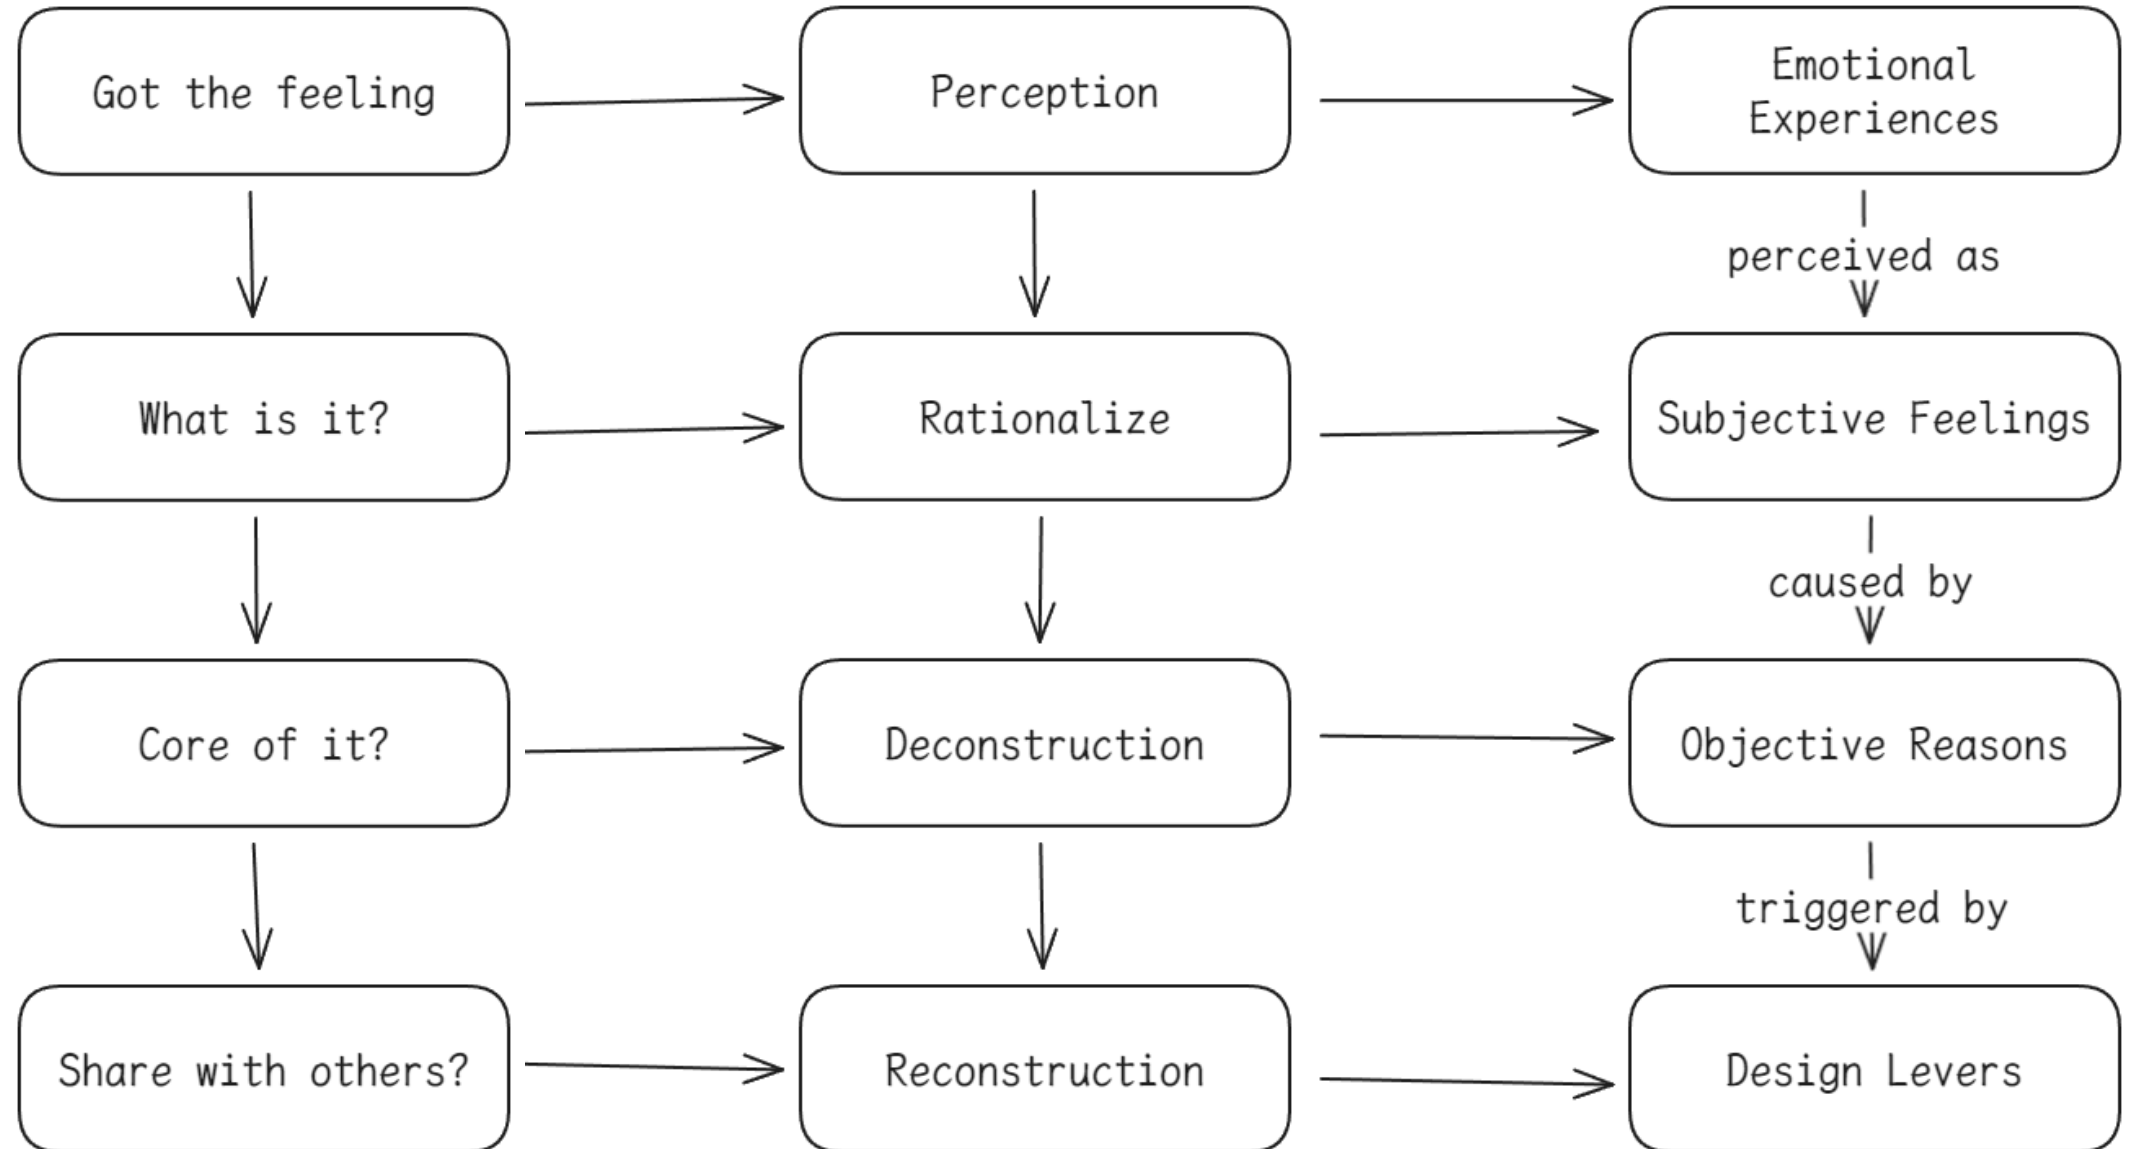 Got the feeling
Perception
Emotional
Experiences
perceived as
What is it?
Rationalize
Subjective Feelings
caused by
Core of it?
Deconstruction
Objective Reasons
triggered by
Share with others?
Reconstruction
Design Levers